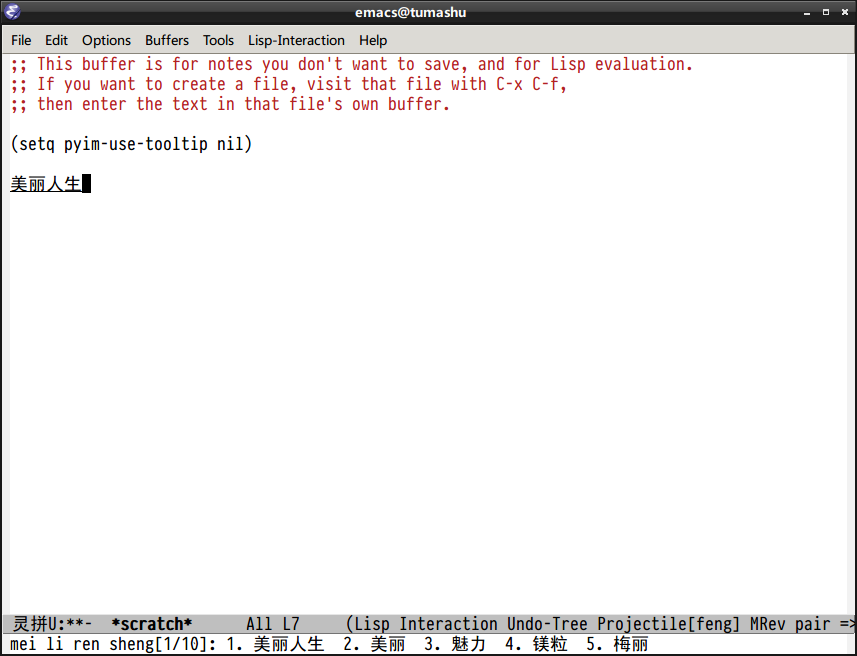 emacs@tumashu
File Edit Options Buffers Tools Lisp-Interaction Help
;; This buffer is for notes you don't want to save, and for Lisp evaluation.
;; If you want to create a file, visit that file with C-x C-f,
;; then enter the text in that file's own buffer.
(setq pyim-use-tooltip nil)
美丽人生
灵拼U:**- *scratch* All L7 (Lisp Interaction Undo-Tree Projectile[feng] MRev pair =>
mei li ren sheng[1/10]: 1. 美丽人生 2. 美丽 3. 魅力 4. 镁粒 5. 梅丽